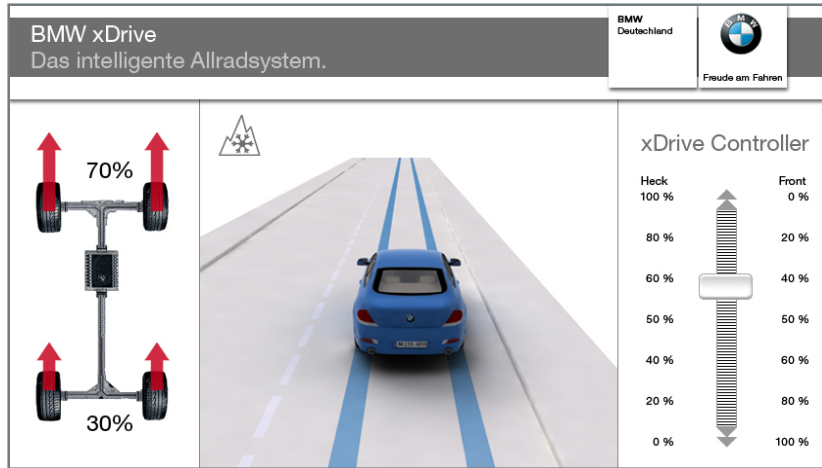 BMW xDrive
Das intelligente Allradsystem.
BMW
Deutschland
BMW
Freude am Fahren
70%
30%
xDrive Controller
Heck Front
100 % 0 %
80 % 20 %
60 % 40 %
50 % 50 %
40 % 60 %
20 % 80 %
0 % 100 %